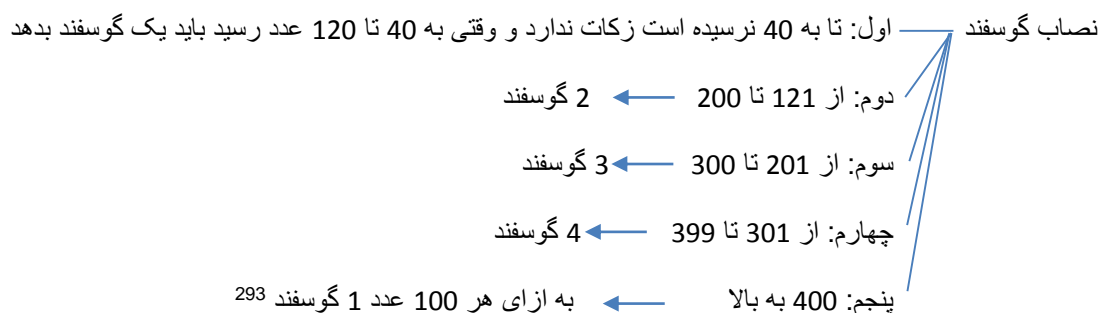 نصاب گوسفند اول: تا به 40 نرسیده است زکات ندارد و وقتی به 40 تا 120 عدد رسید باید یک گوسفند بدهد
دوم: از 121 تا 200 2 گوسفند
سوم: از 201 تا 300 3 گوسفند
چهارم: از 301 تا 399 4 گوسفند
پنجم: 400 به بالا به ازای هر 100 عدد 1 گوسفند 293